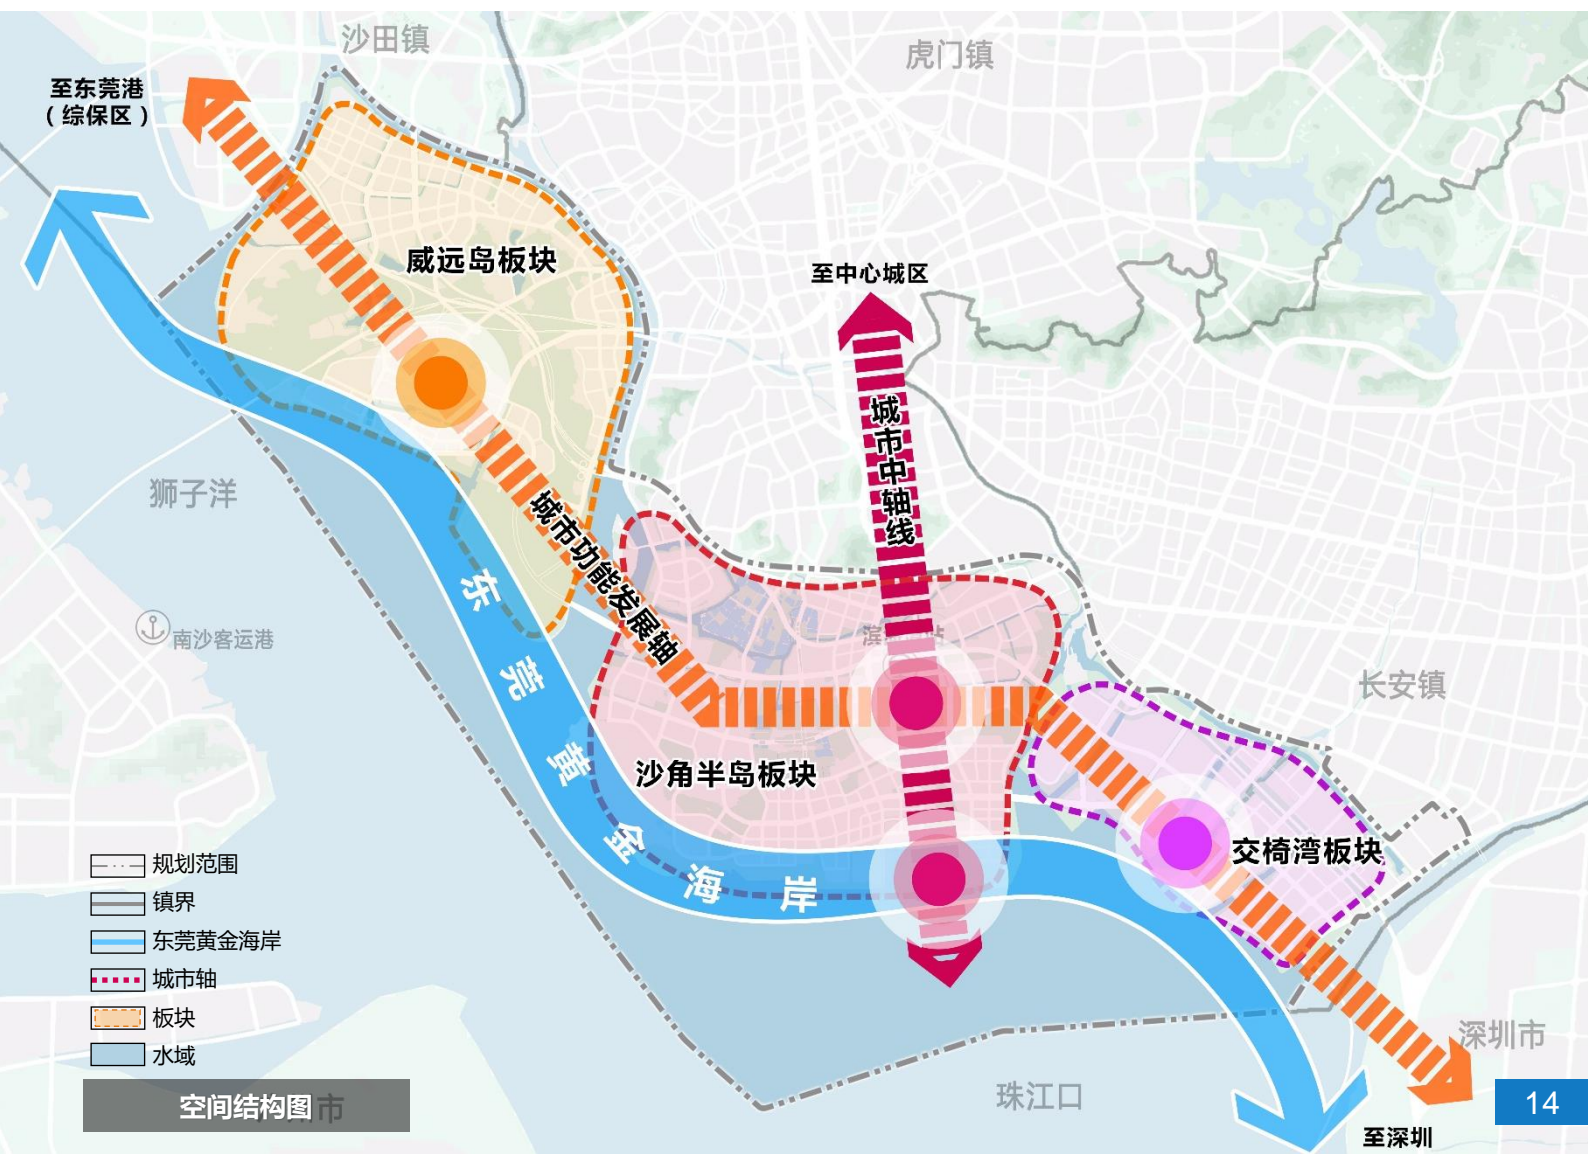 沙田镇
虎门镇
至东莞港
（综保区）
威远岛板块
至中心城区
城市中轴线
狮子洋
城市功能发展轴
东莞黄金海岸
南沙客运港
长安镇
沙角半岛板块
交椅湾板块
规划范围
镇界
东莞黄金海岸
城市轴
板块
水域
空间结构图
市
深圳市
珠江口
至深圳
14